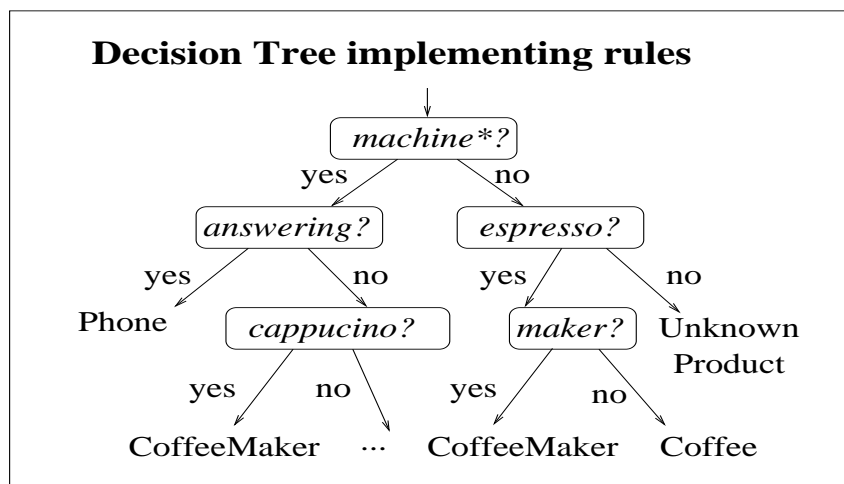 Decision Tree implementing rules
machine*?
yes no
answering? espresso?
yes no yes no
Phone cappucino? maker? Unknown
Product
yes no yes no
CoffeeMaker ... CoffeeMaker Coffee